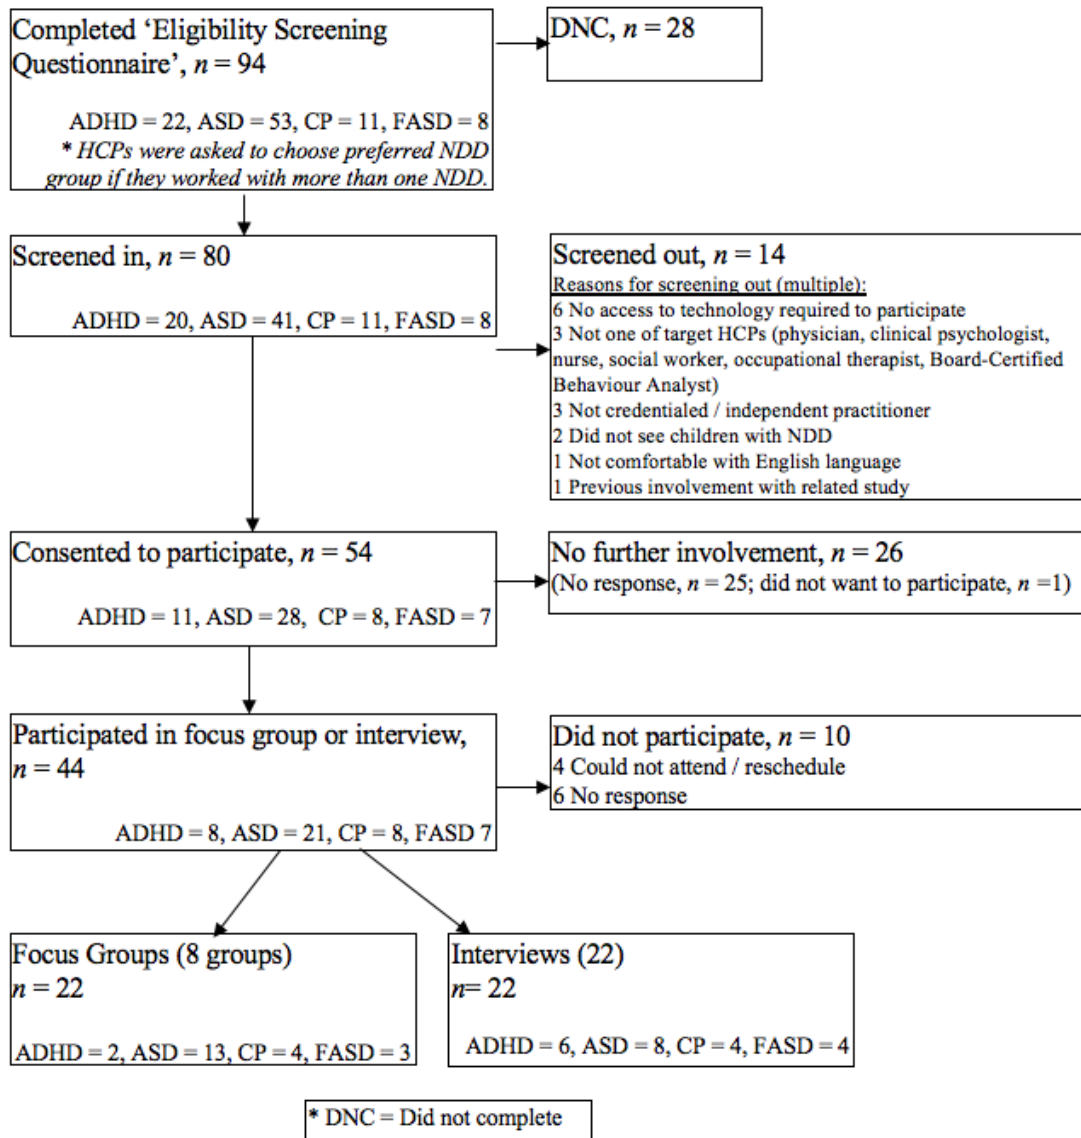 Completed ‘Eligibility Screening
Questionnaire’, n = 94
ADHD = 22, ASD = 53, CP = 11, FASD = 8
* HCPs were asked to choose preferred NDD
group if they worked with more than one NDD.
DNC, n = 28
Screened in, n = 80
ADHD = 20, ASD = 41, CP = 11, FASD = 8
Screened out, n = 14
Reasons for screening out (multiple):
6 No access to technology required to participate
3 Not one of target HCPs (physician, clinical psychologist,
nurse, social worker, occupational therapist, Board-Certified
Behaviour Analyst)
3 Not credentialed / independent practitioner
2 Did not see children with NDD
1 Not comfortable with English language
1 Previous involvement with related study
Consented to participate, n = 54
ADHD = 11, ASD = 28, CP = 8, FASD = 7
No further involvement, n = 26
(No response, n = 25; did not want to participate, n =1)
Participated in focus group or interview,
n = 44
ADHD = 8, ASD = 21, CP = 8, FASD 7
Did not participate, n = 10
4 Could not attend / reschedule
6 No response
Focus Groups (8 groups)
n = 22
ADHD = 2, ASD = 13, CP = 4, FASD = 3
Interviews (22)
n= 22
ADHD = 6, ASD = 8, CP = 4, FASD = 4
* DNC = Did not complete